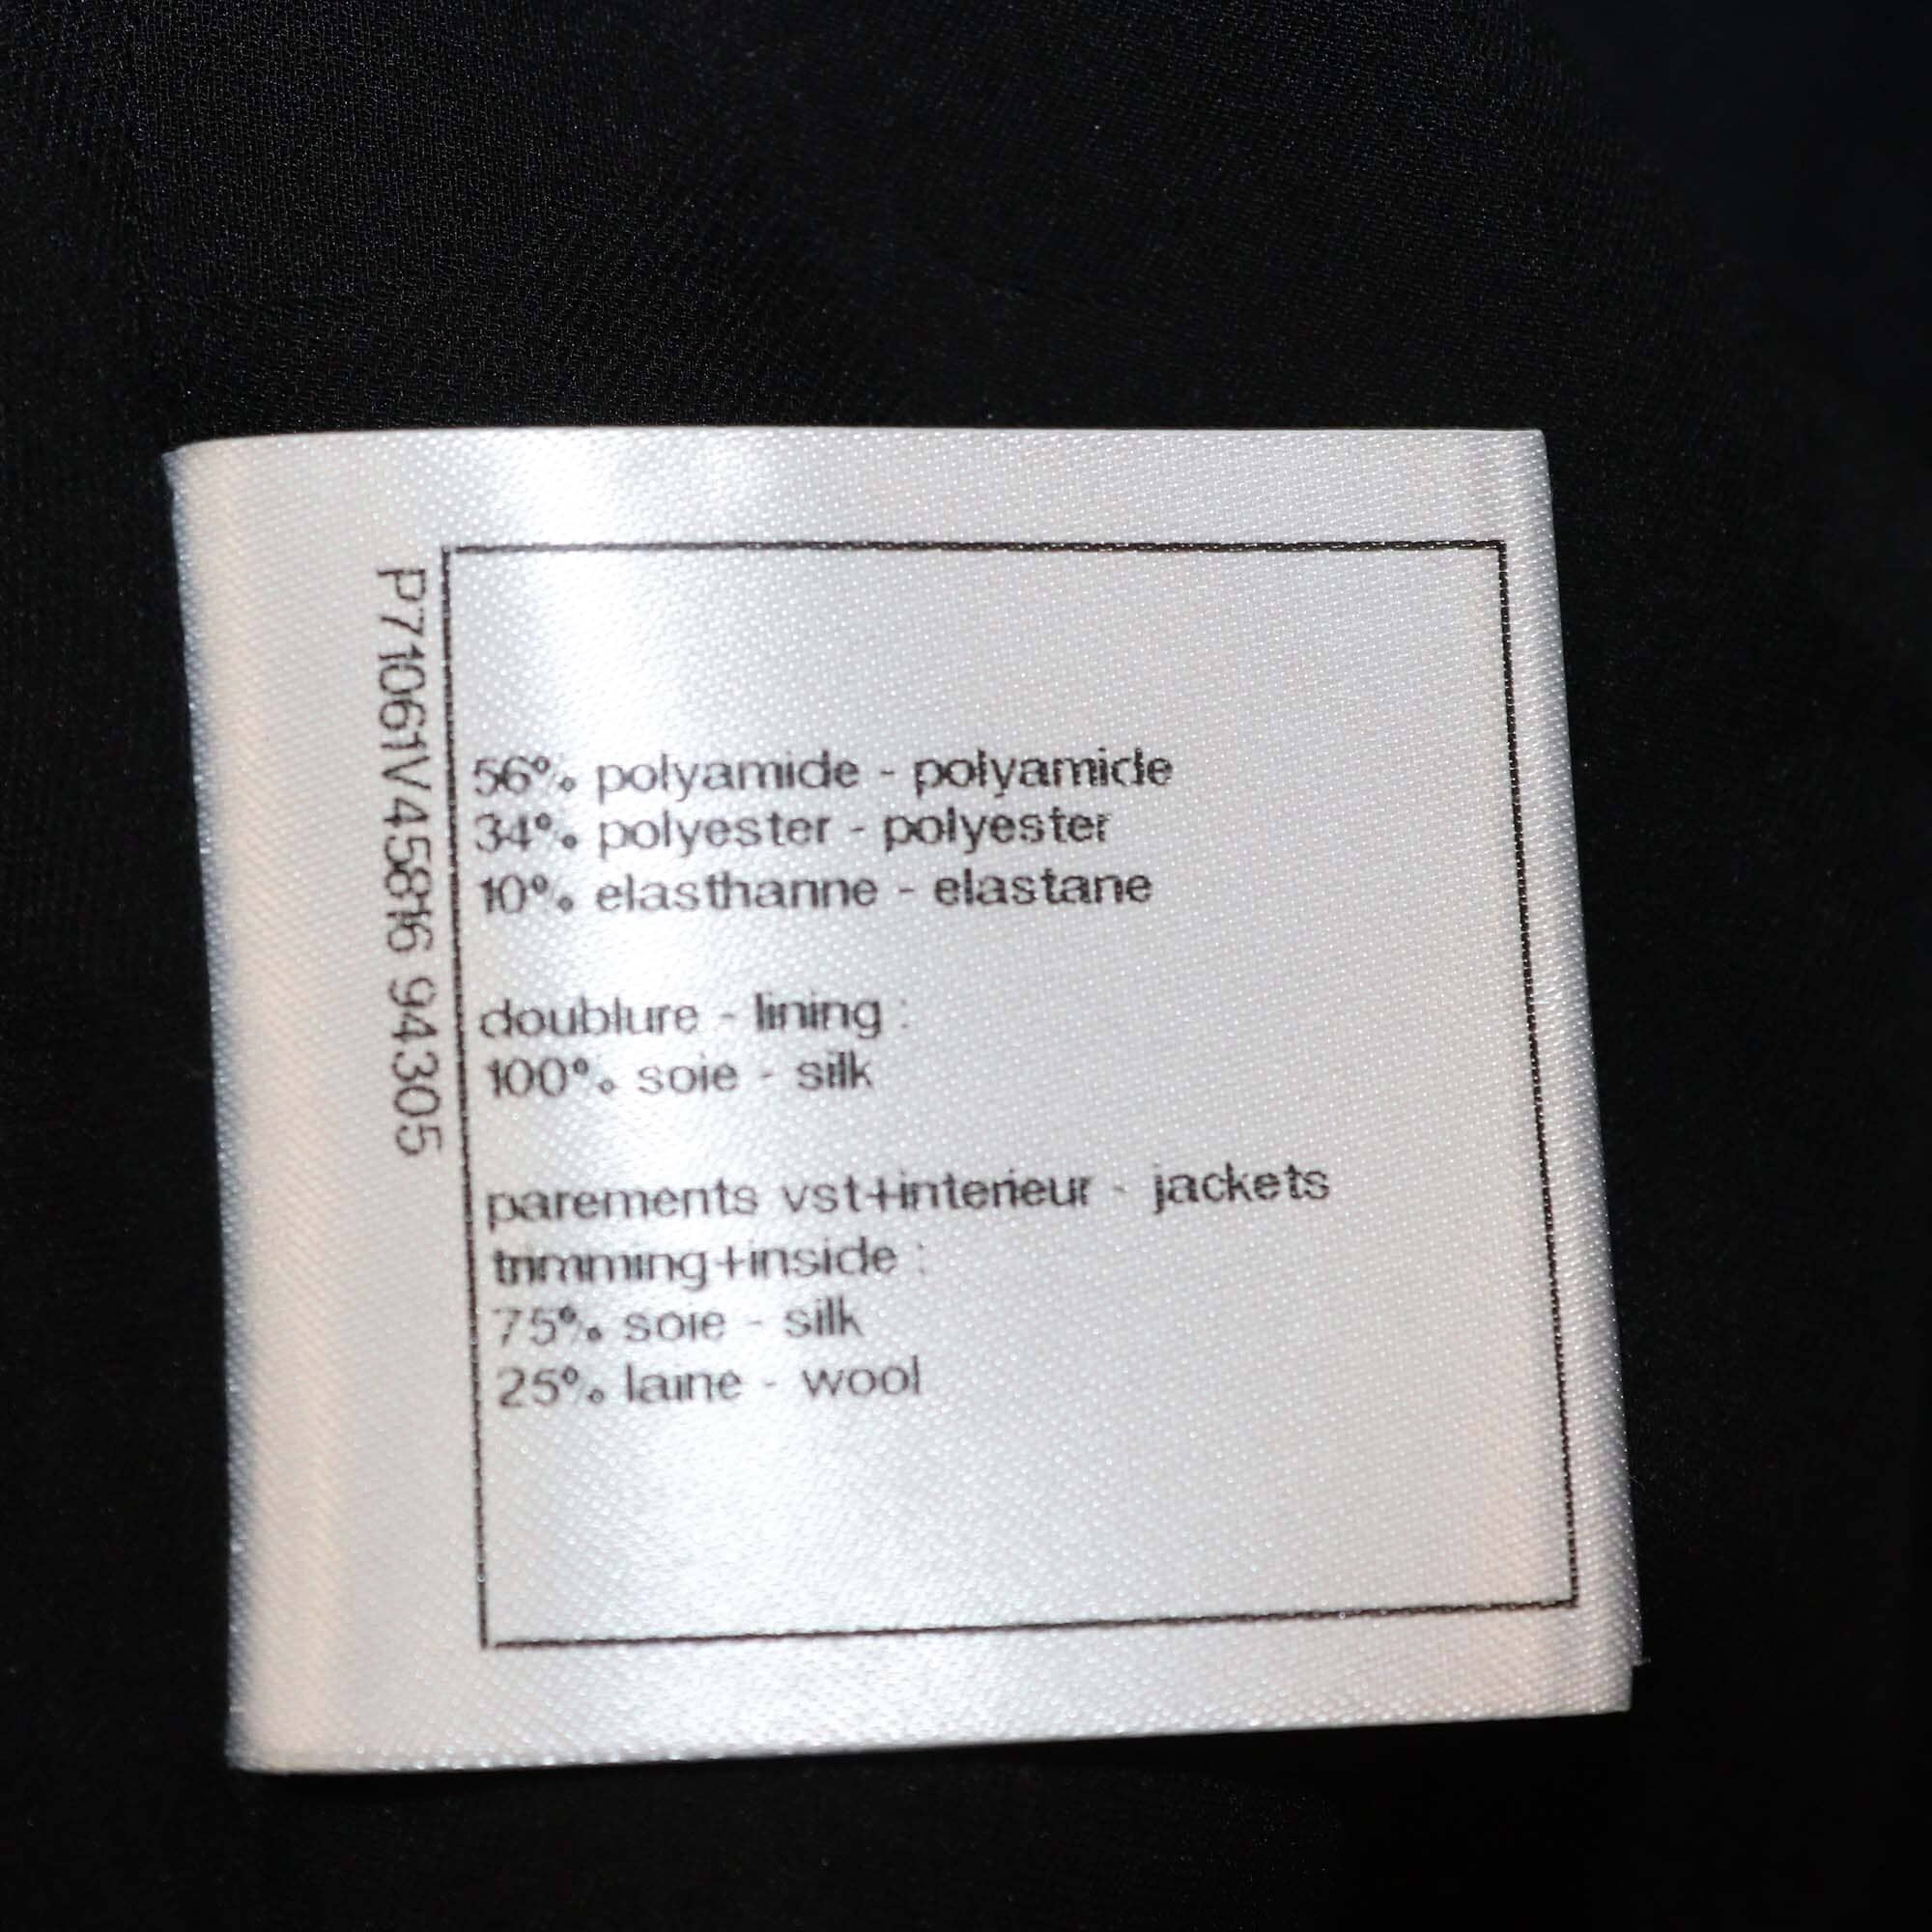 P71061V45816 94305
56% polyamide - polyamide
34% polyester - polyester
10% elasthanne - elastane
doublure - lining :
100% soie - silk
parements vst+interieur - jackets
trimming+inside :
75% soie - silk
25% laine - wool